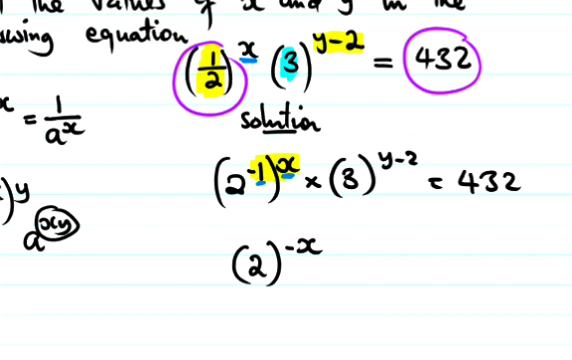 the values of x and y in the
equation
(1/2)^x (3)^(y-2) = 432
x = 1/a^x
solution
(2^-1)^x × (3)^(y-2) = 432
)^y
a^(xy)
(2)^-x